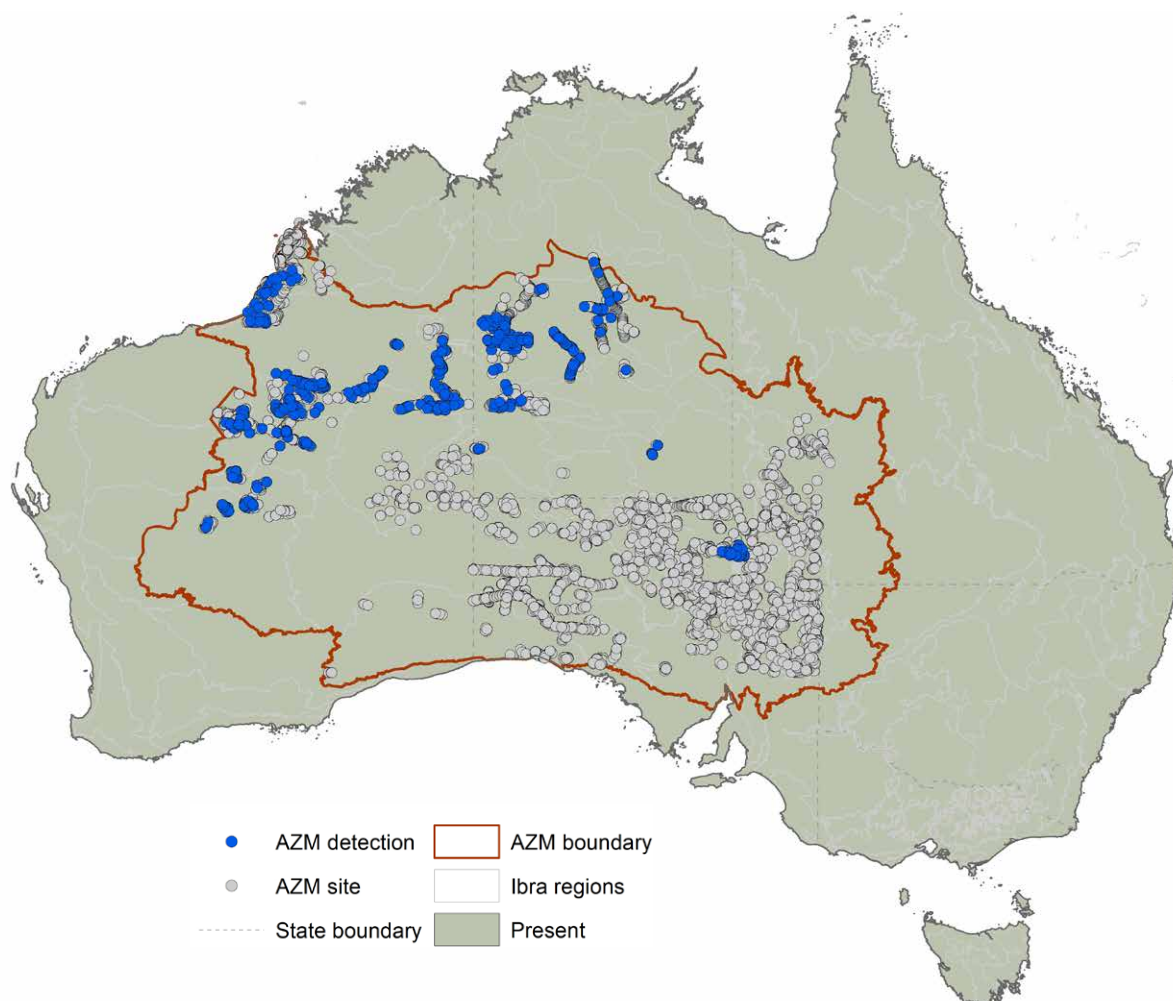 AZM detection
AZM boundary
AZM site
Ibra regions
State boundary
Present